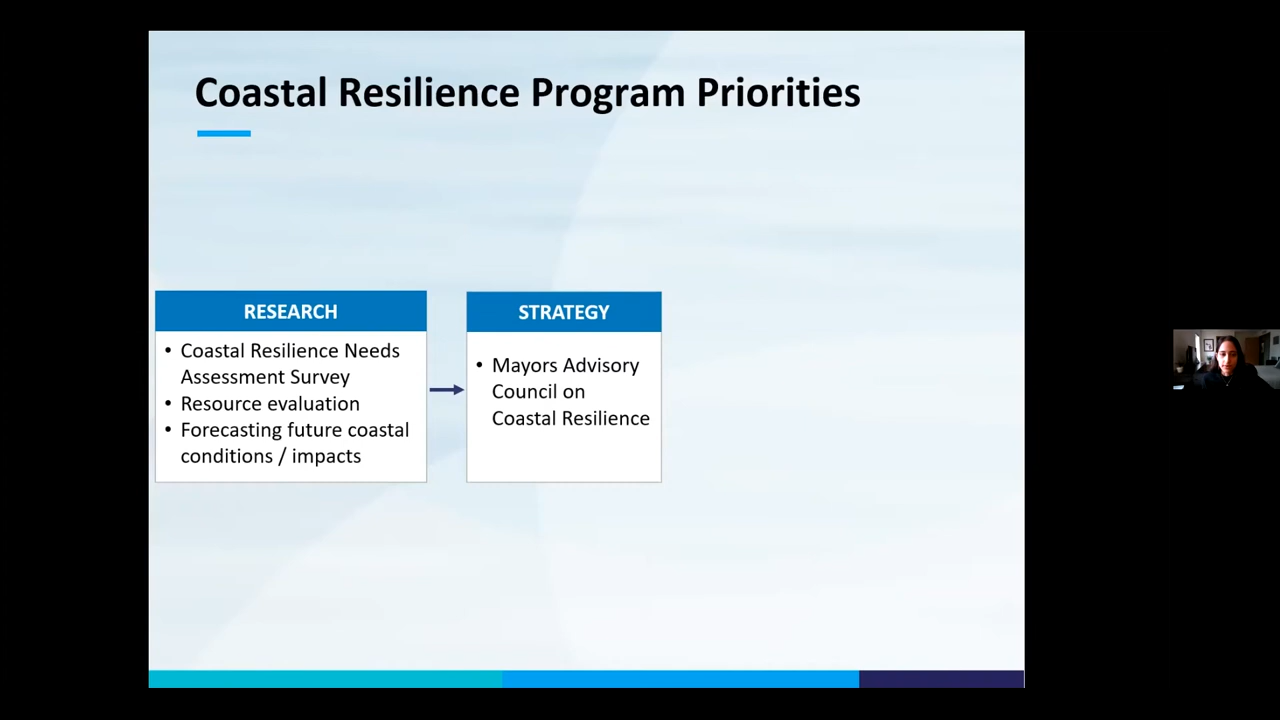 Coastal Resilience Program Priorities
RESEARCH
• Coastal Resilience Needs
Assessment Survey
• Resource evaluation
• Forecasting future coastal
conditions / impacts
STRATEGY
• Mayors Advisory
Council on
Coastal Resilience